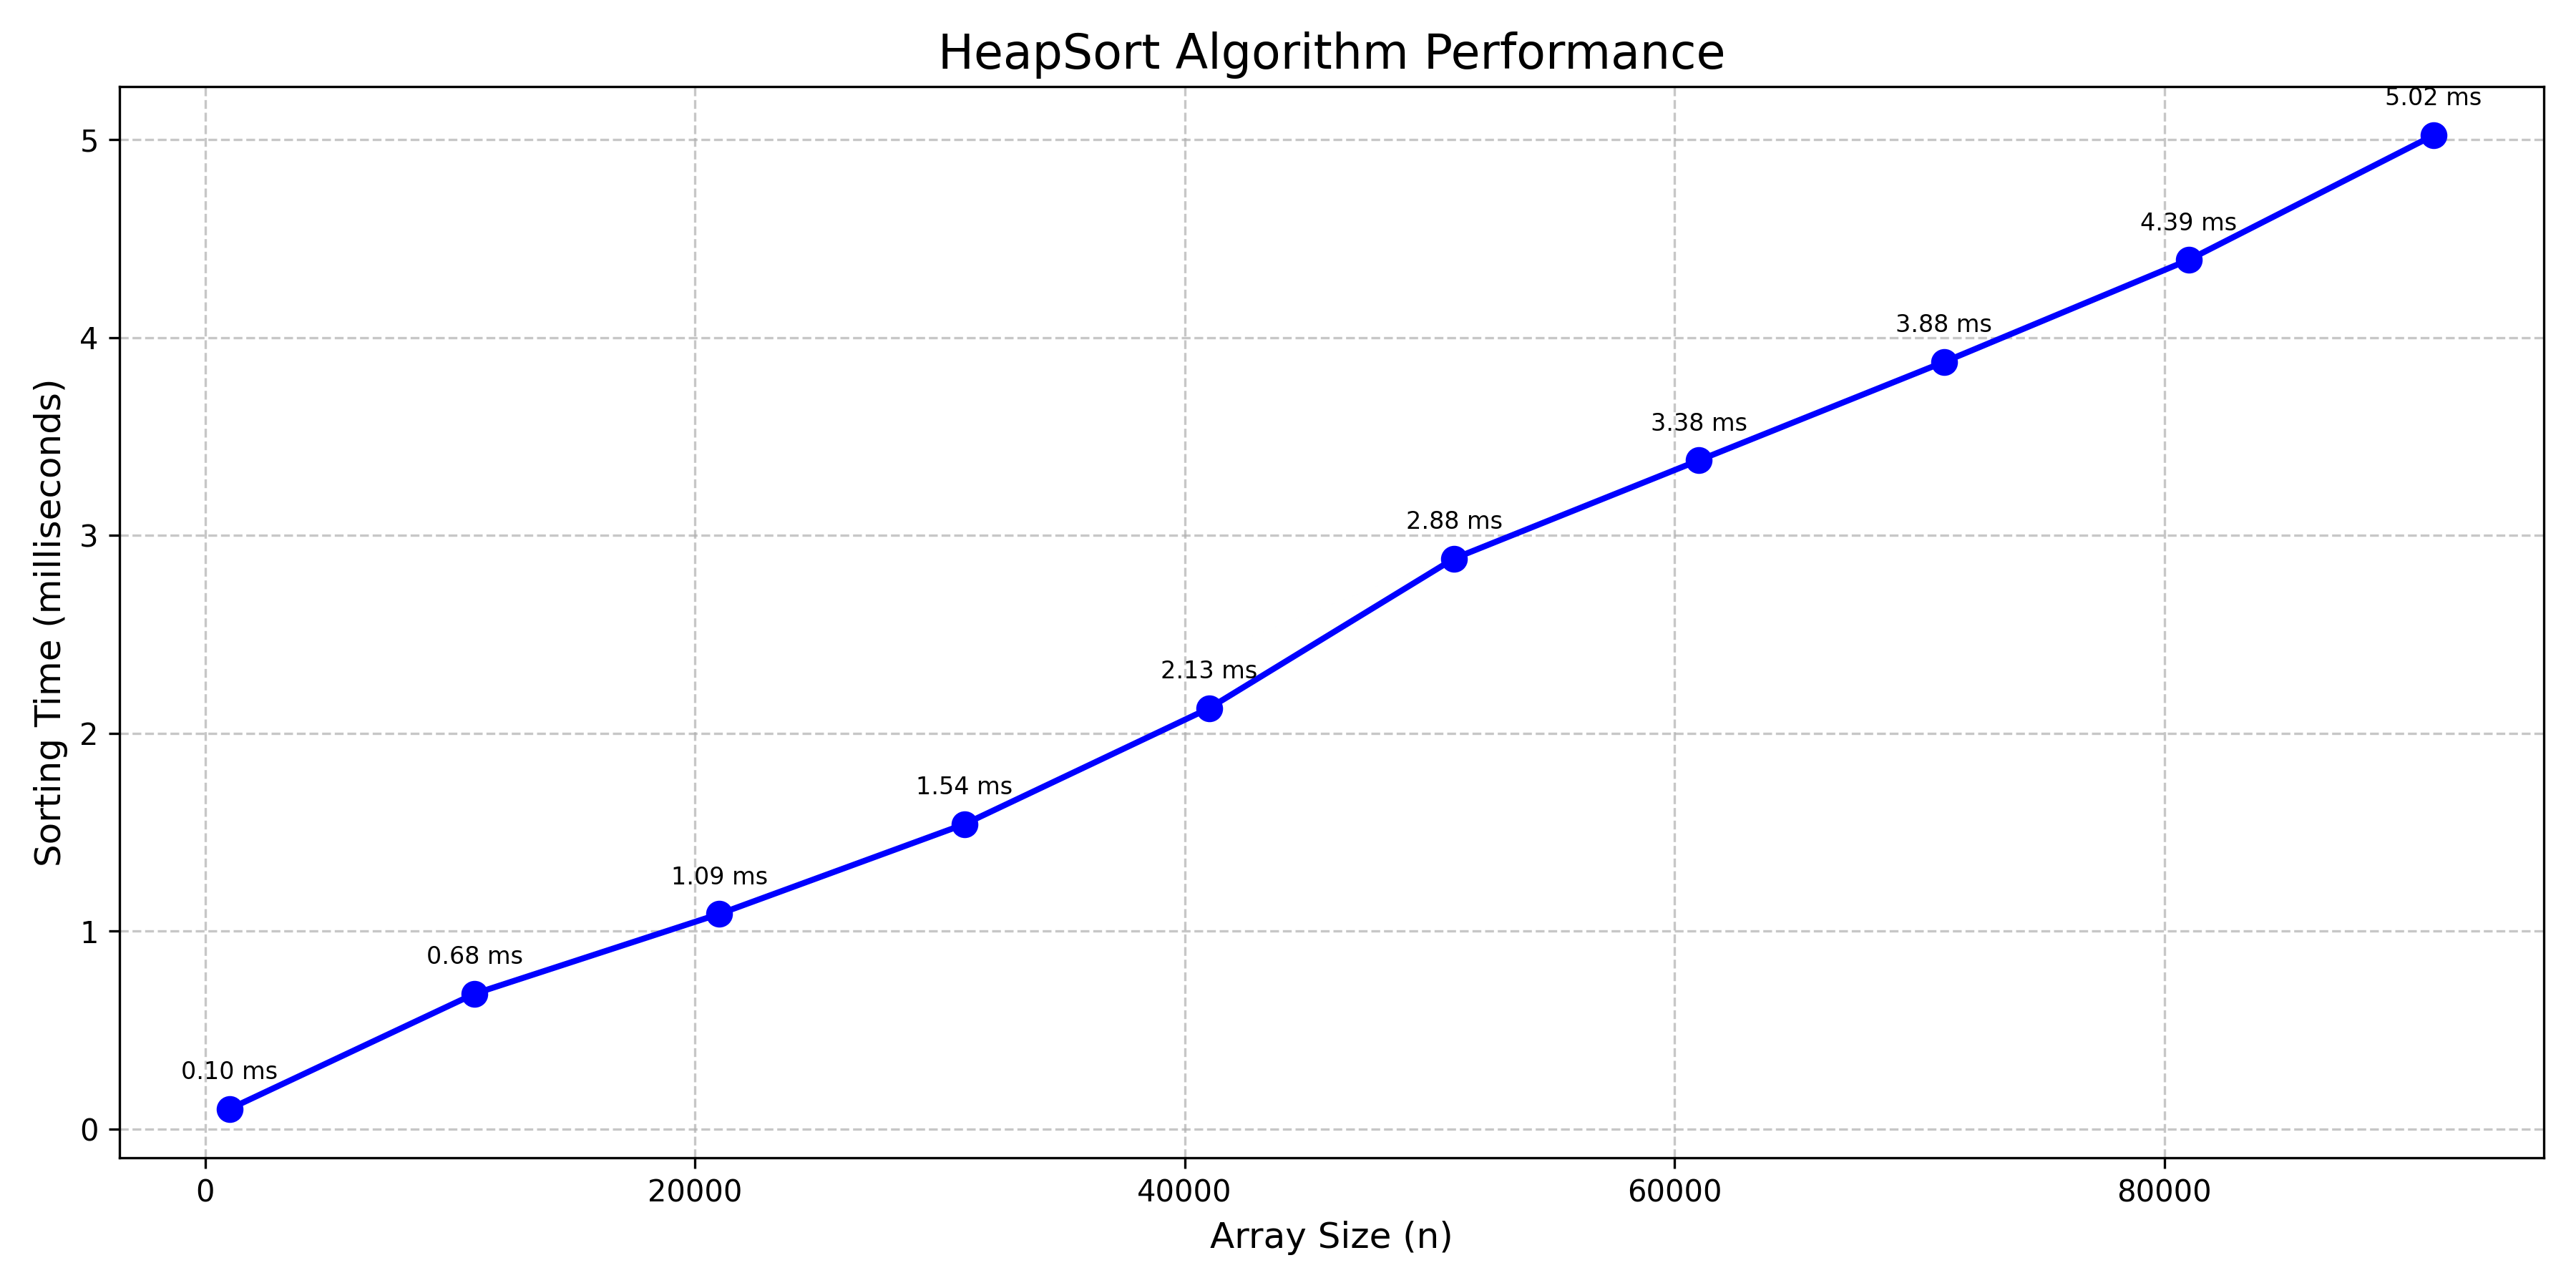 HeapSort Algorithm Performance
5.02 ms
5
4.39 ms
4
3.88 ms
3.38 ms
3
2.88 ms
2.13 ms
2
1.54 ms
1.09 ms
1
0.68 ms
0.10 ms
0
Sorting Time (milliseconds)
0 20000 40000 60000 80000
Array Size (n)